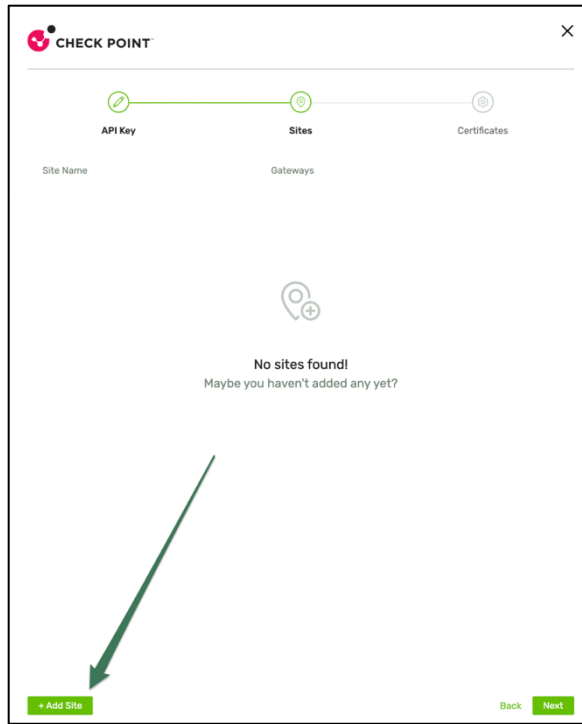 CHECK POINT™
API Key
Sites
Certificates
Site Name
Gateways
No sites found!
Maybe you haven't added any yet?
+ Add Site
Back
Next